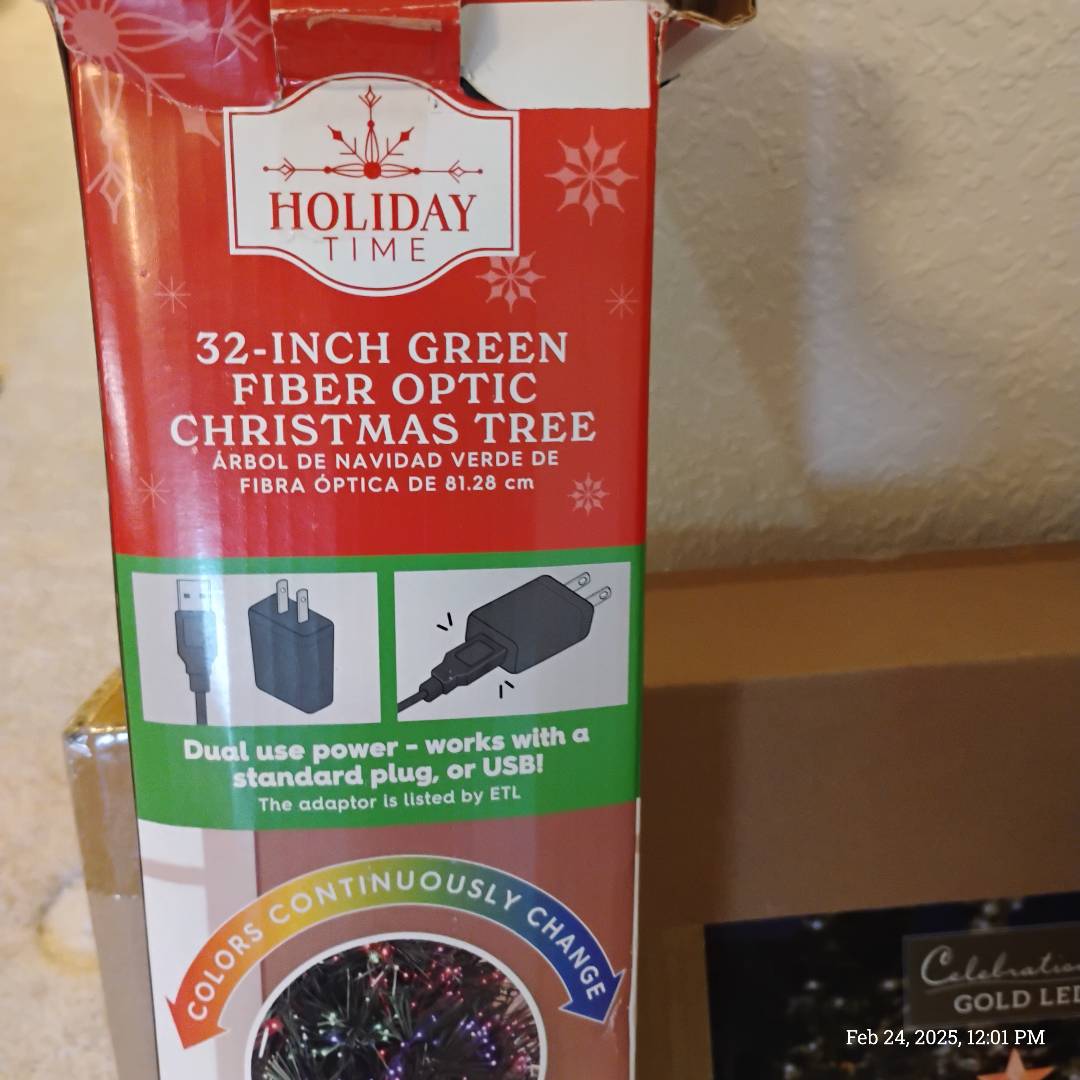 HOLIDAY
TIME
32-INCH GREEN
FIBER OPTIC
CHRISTMAS TREE
ÁRBOL DE NAVIDAD VERDE DE
FIBRA ÓPTICA DE 81.28 cm
Dual use power - works with a
standard plug, or USB!
The adaptor is listed by ETL
COLORS CONTINUOUSLY CHANGE
GOLD LED
Feb 24, 2025, 12:01 PM